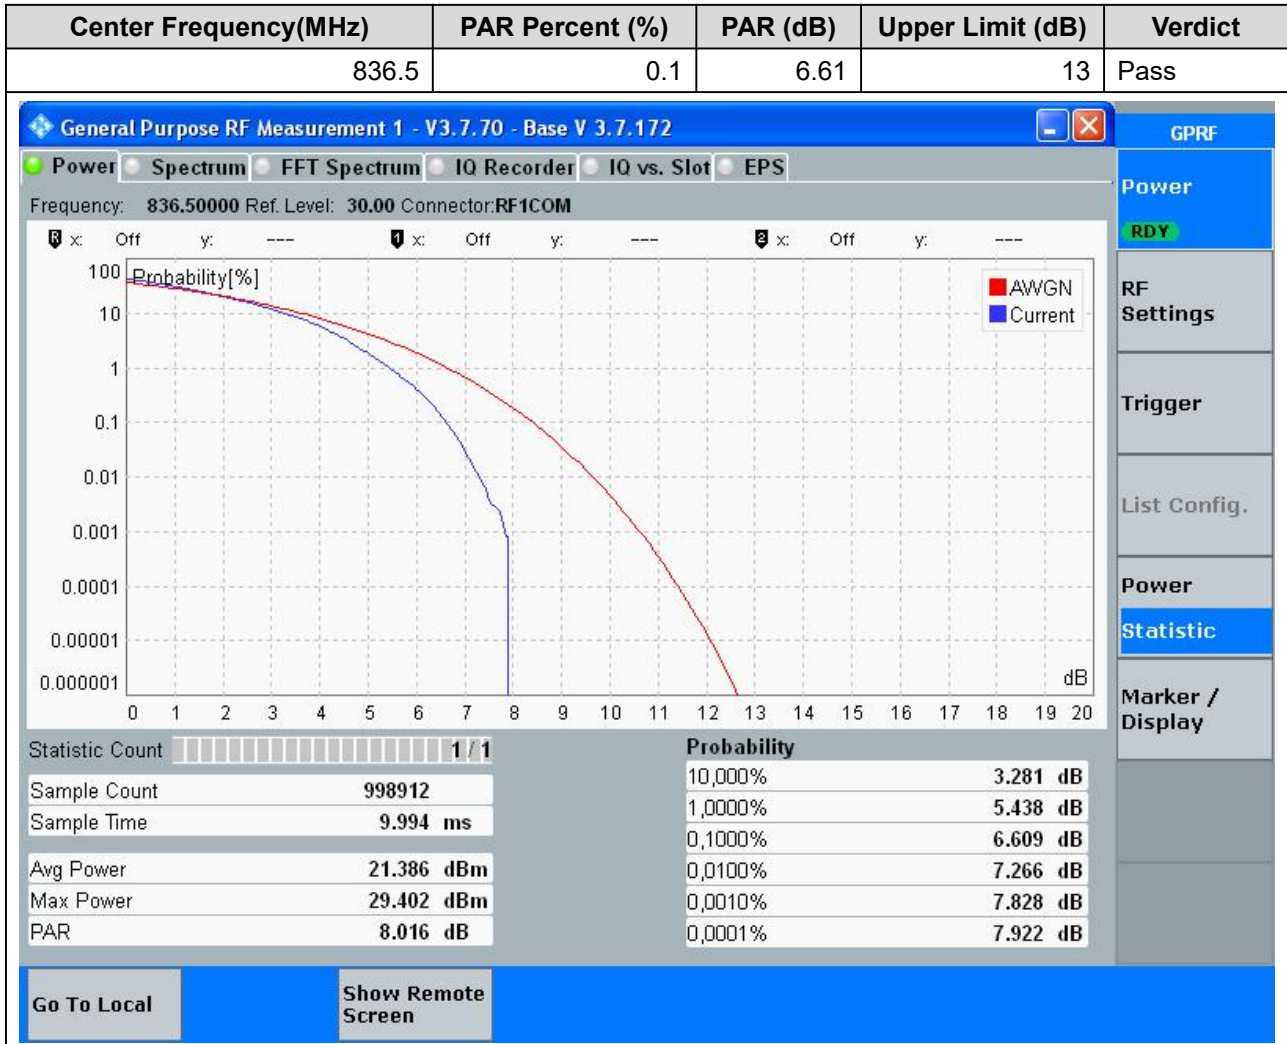 Center Frequency(MHz) PAR Percent (%) PAR (dB) Upper Limit (dB) Verdict
836.5 0.1 6.61 13 Pass
General Purpose RF Measurement 1 - V3.7.70 - Base V 3.7.172
GPRF
Power Spectrum FFT Spectrum IQ Recorder IQ vs. Slot EPS
Frequency: 836.50000 Ref. Level: 30.00 Connector:RF1COM
R x: Off y: --- 1 x: Off y: --- 2 x: Off y: ---
Probability[%]
AWGN
Current
100
10
1
0.1
0.01
0.001
0.0001
0.00001
0.000001
dB
0 1 2 3 4 5 6 7 8 9 10 11 12 13 14 15 16 17 18 19 20
Statistic Count 1 / 1
Sample Count 998912
Sample Time 9.994 ms
Avg Power 21.386 dBm
Max Power 29.402 dBm
PAR 8.016 dB
Probability
10,000% 3.281 dB
1,0000% 5.438 dB
0,1000% 6.609 dB
0,0100% 7.266 dB
0,0010% 7.828 dB
0,0001% 7.922 dB
Power
RDY
RF
Settings
Trigger
List Config.
Power
Statistic
Marker /
Display
Go To Local
Show Remote
Screen